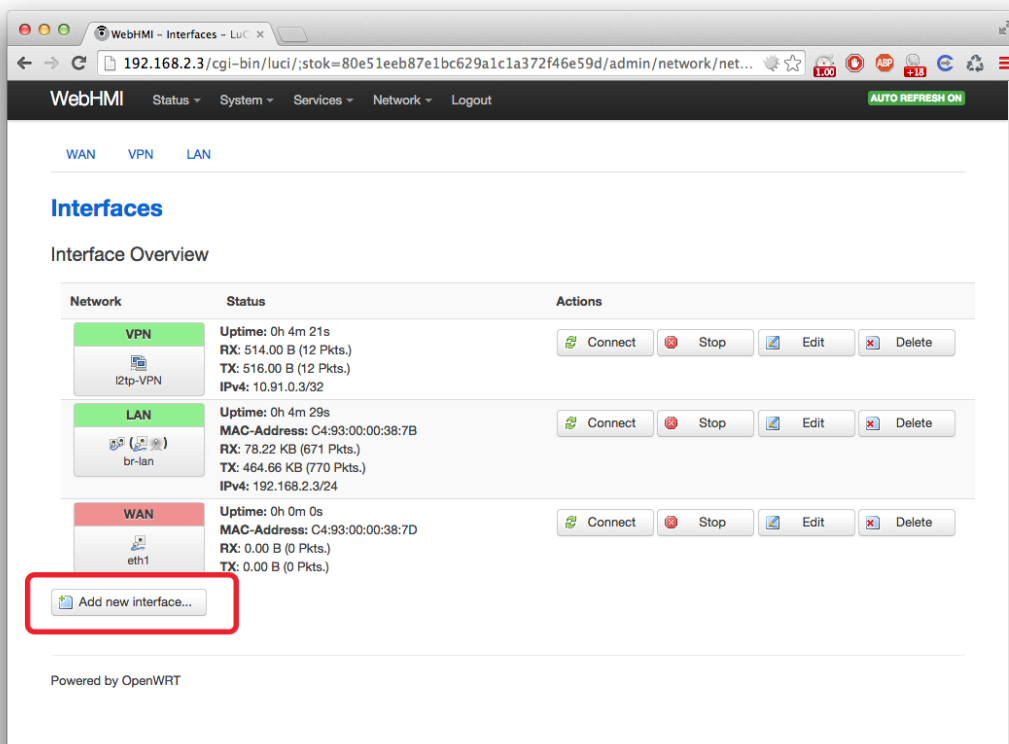 WebHMI – Interfaces – LuC
192.168.2.3/cgi-bin/luci/;stok=80e51eeb87e1bc629a1c1a372f46e59d/admin/network/net...
1.00 ABP +18
WebHMI Status System Services Network Logout AUTO REFRESH ON
WAN VPN LAN
Interfaces
Interface Overview
Network Status Actions
VPN
l2tp-VPN
Uptime: 0h 4m 21s
RX: 514.00 B (12 Pkts.)
TX: 516.00 B (12 Pkts.)
IPv4: 10.91.0.3/32
Connect Stop Edit Delete
LAN
br-lan
Uptime: 0h 4m 29s
MAC-Address: C4:93:00:00:38:7B
RX: 78.22 KB (671 Pkts.)
TX: 464.66 KB (770 Pkts.)
IPv4: 192.168.2.3/24
Connect Stop Edit Delete
WAN
eth1
Uptime: 0h 0m 0s
MAC-Address: C4:93:00:00:38:7D
RX: 0.00 B (0 Pkts.)
TX: 0.00 B (0 Pkts.)
Connect Stop Edit Delete
Add new interface...
Powered by OpenWRT